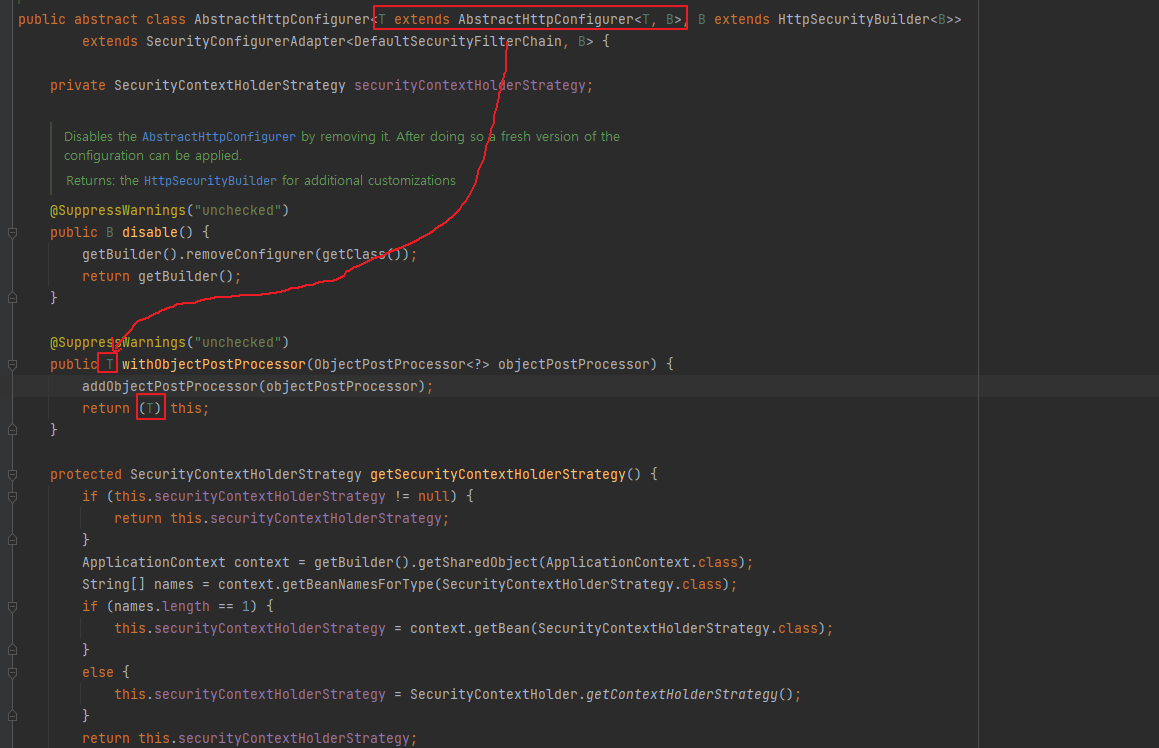 public abstract class AbstractHttpConfigurer<T extends AbstractHttpConfigurer<T, B>, B extends HttpSecurityBuilder<B>>
extends SecurityConfigurerAdapter<DefaultSecurityFilterChain, B> {
private SecurityContextHolderStrategy securityContextHolderStrategy;
Disables the AbstractHttpConfigurer by removing it. After doing so a fresh version of the
configuration can be applied.
Returns: the HttpSecurityBuilder for additional customizations
@SuppressWarnings("unchecked")
public B disable() {
getBuilder().removeConfigurer(getClass());
return getBuilder();
}
@SuppressWarnings("unchecked")
public T withObjectPostProcessor(ObjectPostProcessor<?> objectPostProcessor) {
addObjectPostProcessor(objectPostProcessor);
return (T) this;
}
protected SecurityContextHolderStrategy getSecurityContextHolderStrategy() {
if (this.securityContextHolderStrategy != null) {
return this.securityContextHolderStrategy;
}
ApplicationContext context = getBuilder().getSharedObject(ApplicationContext.class);
String[] names = context.getBeanNamesForType(SecurityContextHolderStrategy.class);
if (names.length == 1) {
this.securityContextHolderStrategy = context.getBean(SecurityContextHolderStrategy.class);
}
else {
this.securityContextHolderStrategy = SecurityContextHolder.getContextHolderStrategy();
}
return this.securityContextHolderStrategy;